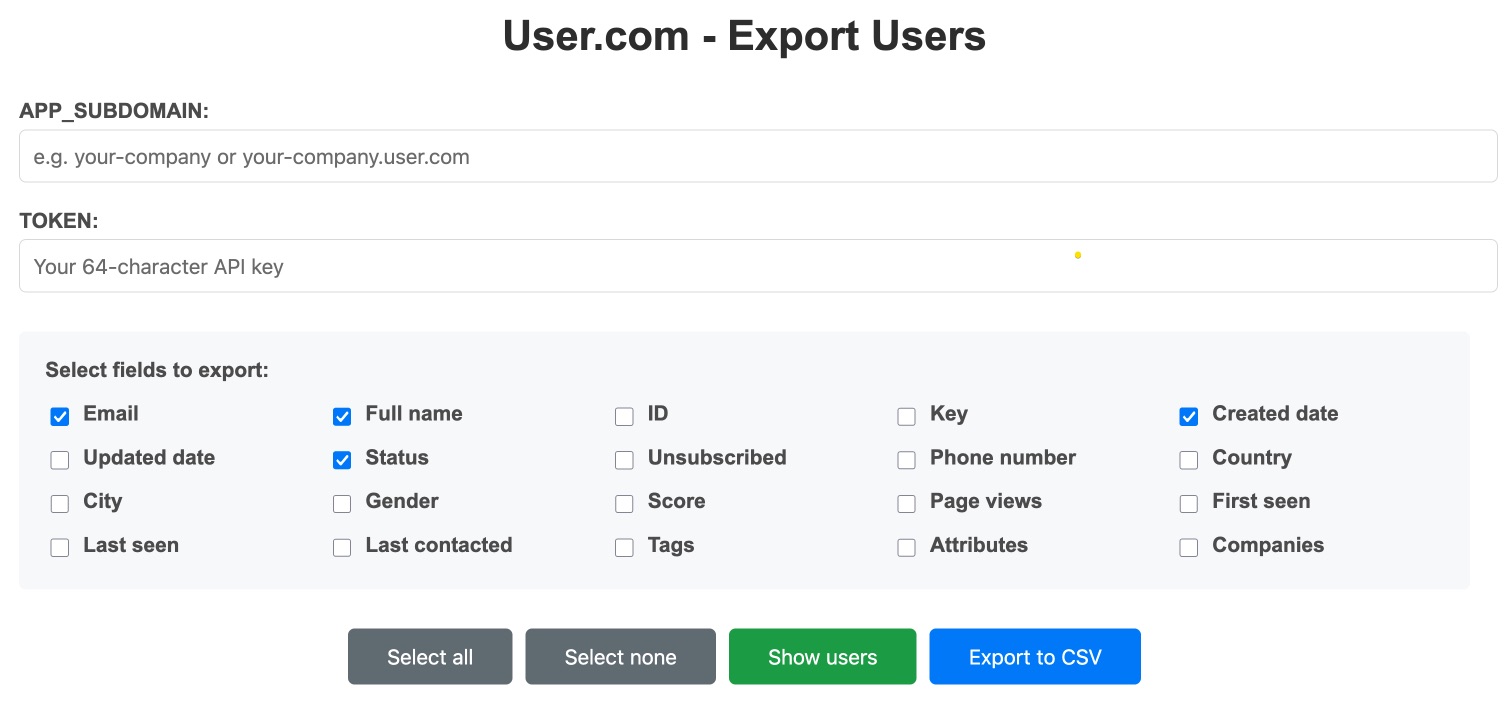 User.com - Export Users
APP_SUBDOMAIN:
e.g. your-company or your-company.user.com
TOKEN:
Your 64-character API key
Select fields to export:
Email Full name ID Key Created date
Updated date Status Unsubscribed Phone number Country
City Gender Score Page views First seen
Last seen Last contacted Tags Attributes Companies
Select all Select none Show users Export to CSV